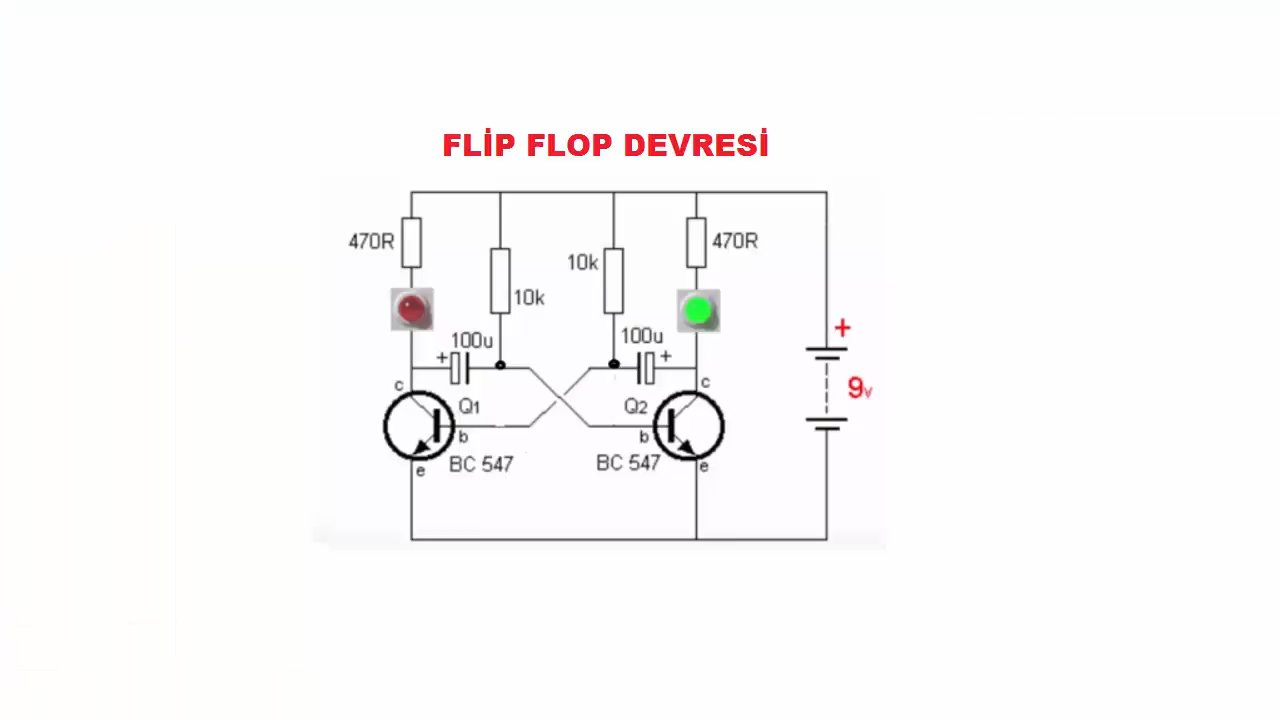 FLİP FLOP DEVRESİ
470R
10k
10k
470R
+
100u
100u
+
+
9v
c
Q1
b
e
BC 547
c
Q2
b
e
BC 547